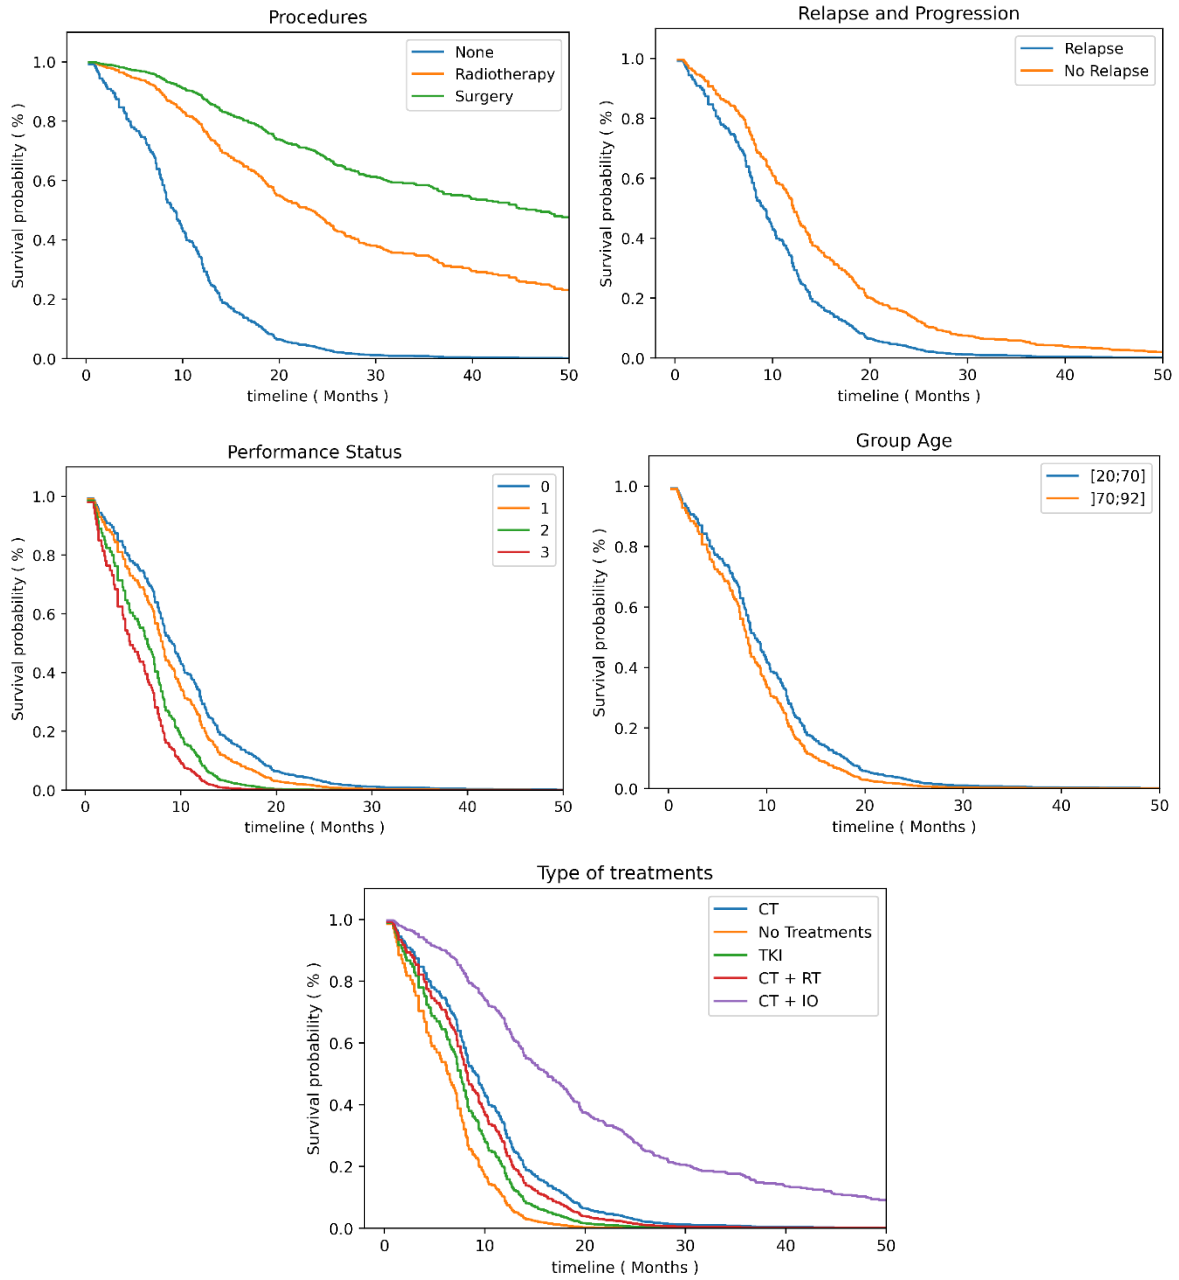 Procedures
None
Radiotherapy
Surgery
Survival probability ( % )
1.0
0.8
0.6
0.4
0.2
0.0
0 10 20 30 40 50
timeline ( Months )
Relapse and Progression
Relapse
No Relapse
Survival probability ( % )
1.0
0.8
0.6
0.4
0.2
0.0
0 10 20 30 40 50
timeline ( Months )
Performance Status
0
1
2
3
Survival probability ( % )
1.0
0.8
0.6
0.4
0.2
0.0
0 10 20 30 40 50
timeline ( Months )
Group Age
[20;70]
]70;92]
Survival probability ( % )
1.0
0.8
0.6
0.4
0.2
0.0
0 10 20 30 40 50
timeline ( Months )
Type of treatments
CT
No Treatments
TKI
CT + RT
CT + IO
Survival probability ( % )
1.0
0.8
0.6
0.4
0.2
0.0
0 10 20 30 40 50
timeline ( Months )